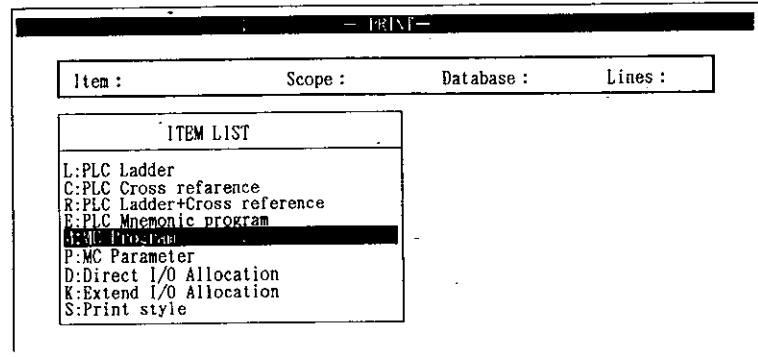 — PRINT—
Item : Scope : Database : Lines :
ITEM LIST
L:PLC Ladder
C:PLC Cross refarence
R:PLC Ladder+Cross reference
E:PLC Mnemonic program
MC Program
P:MC Parameter
D:Direct I/O Allocation
K:Extend I/O Allocation
S:Print style